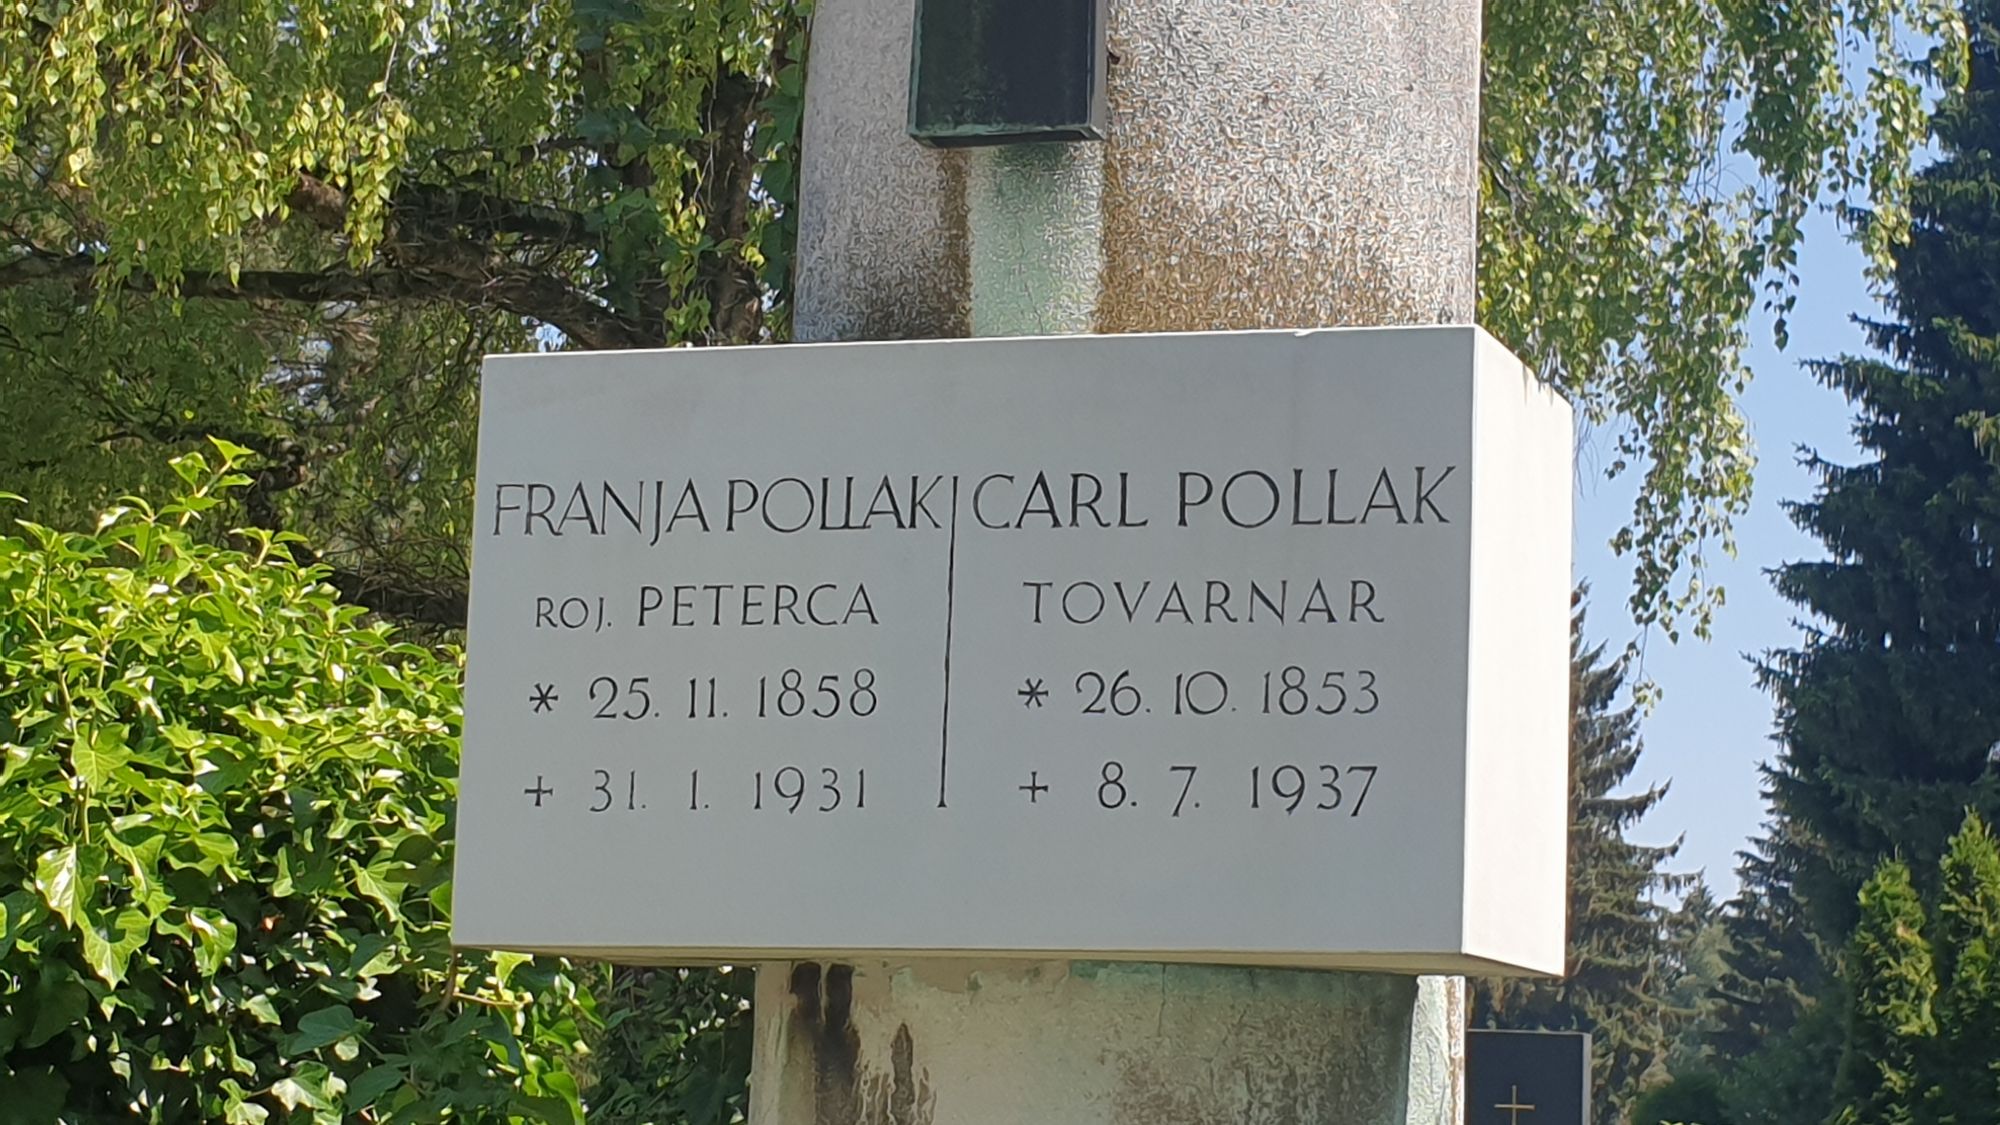 FRANJA POLLAK
ROJ. PETERCA
* 25. 11. 1858
+ 31. 1. 1931
CARL POLLAK
TOVARNAR
* 26. 10. 1853
+ 8. 7. 1937